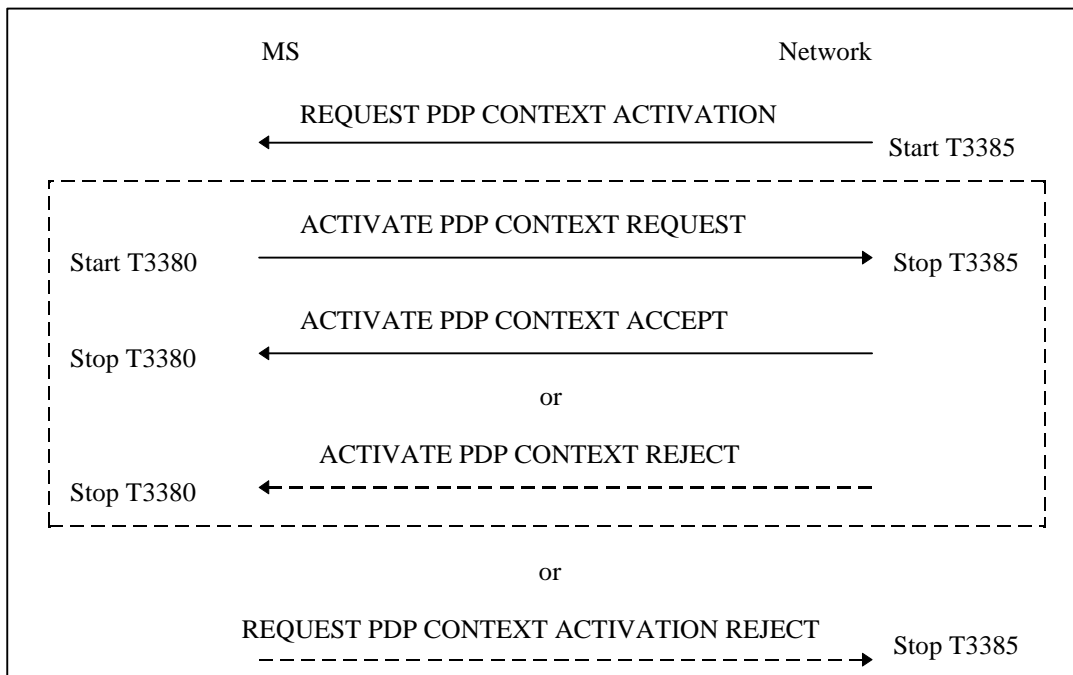 MS Network
REQUEST PDP CONTEXT ACTIVATION
Start T3385
ACTIVATE PDP CONTEXT REQUEST
Start T3380 Stop T3385
ACTIVATE PDP CONTEXT ACCEPT
Stop T3380
or
ACTIVATE PDP CONTEXT REJECT
Stop T3380
or
REQUEST PDP CONTEXT ACTIVATION REJECT
Stop T3385